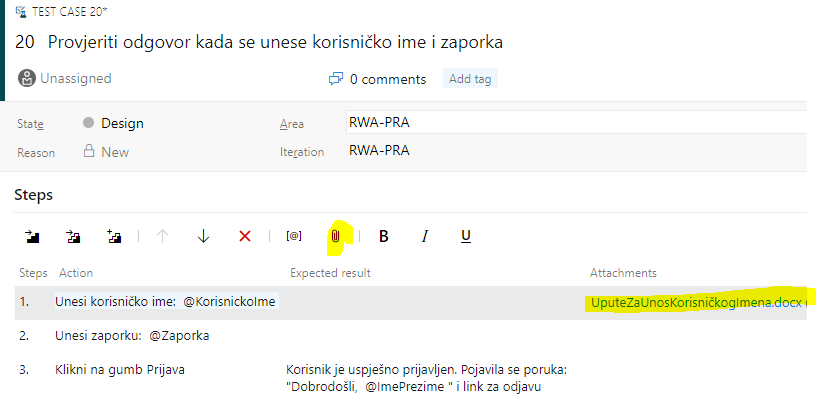 TEST CASE 20*
20 Provjeriti odgovor kada se unese korisničko ime i zaporka
Unassigned
0 comments
Add tag
State Design Area RWA-PRA
Reason New Iteration RWA-PRA
Steps
[@] B I U
Steps Action Expected result Attachments
1. Unesi korisničko ime: @KorisnickoIme UputeZaUnosKorisničkogImena.docx (
2. Unesi zaporku: @Zaporka
3. Klikni na gumb Prijava Korisnik je uspješno prijavljen. Pojavila se poruka:
"Dobrodošli, @ImePrezime " i link za odjavu